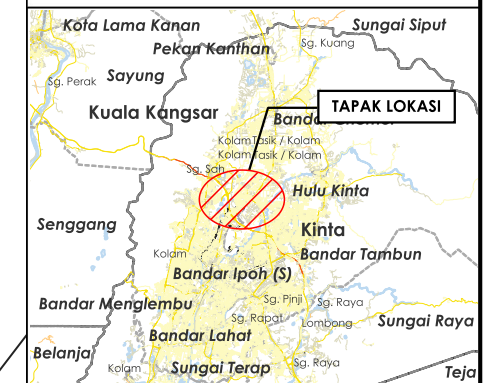 Kota Lama Kanan
Sungai Siput
Pekan Kanthan
Sg. Kuang
Sg. Perak
Sayung
Kuala Kangsar
TAPAK LOKASI
Kolam Tasik / Kolam
Kolam Tasik / Kolam
Sg. Sah
Hulu Kinta
Senggang
Kinta
Kolam
Bandar Tambun
Bandar Ipoh (S)
Bandar Menglembu
Sg. Pinji
Sg. Raya
Sg. Rapat
Lombong
Sungai Raya
Bandar Lahat
Belanja
Kolam
Sungai Terap
Sg. Raya
Teja